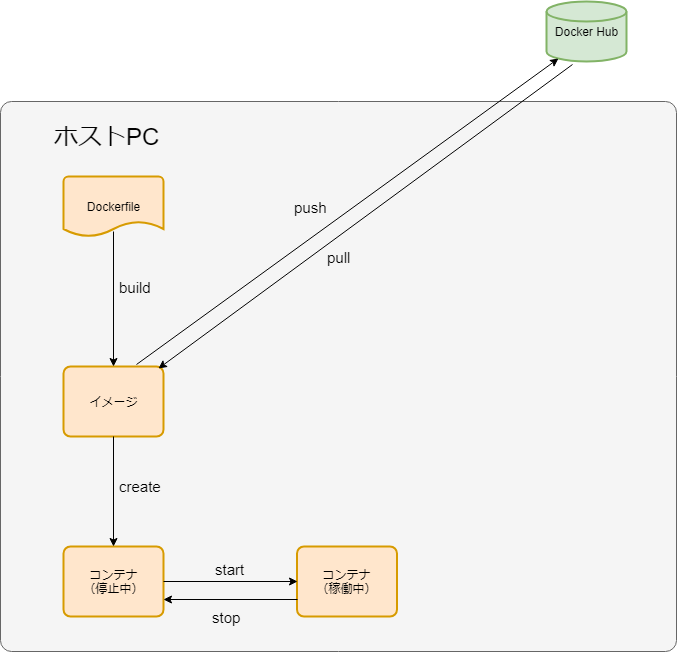 Docker Hub
ホストPC
Dockerfile
push
pull
build
イメージ
create
コンテナ
（停止中）
start
stop
コンテナ
（稼働中）